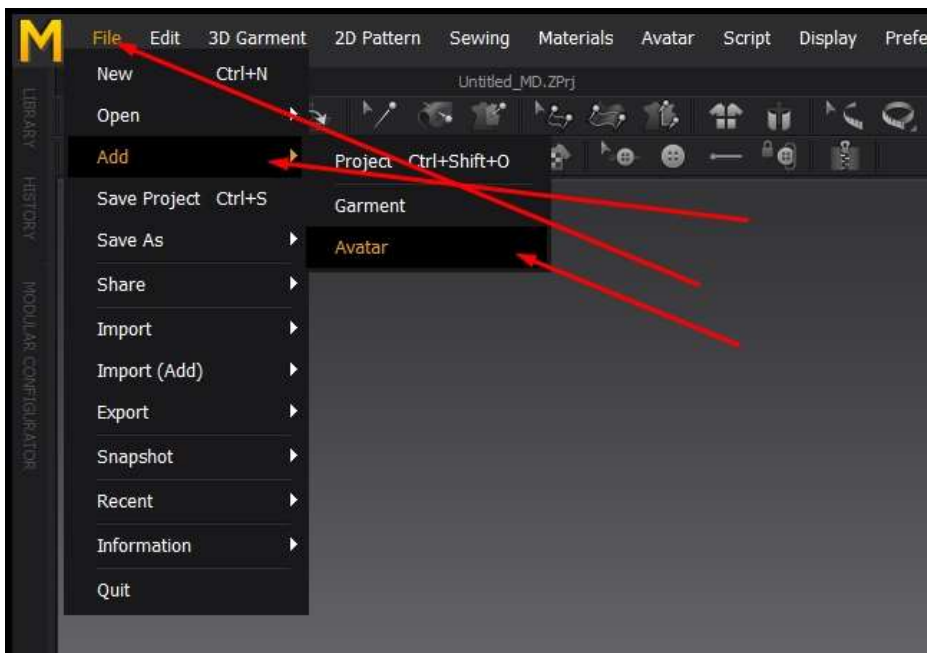 M File Edit 3D Garment 2D Pattern Sewing Materials Avatar Script Display Prefe
Untitled_MD.ZPrj
LIBRARY
HISTORY
MODULAR CONFIGURATOR
New Ctrl+N
Open
Add
Save Project Ctrl+S
Save As
Share
Import
Import (Add)
Export
Snapshot
Recent
Information
Quit
Project Ctrl+Shift+O
Garment
Avatar